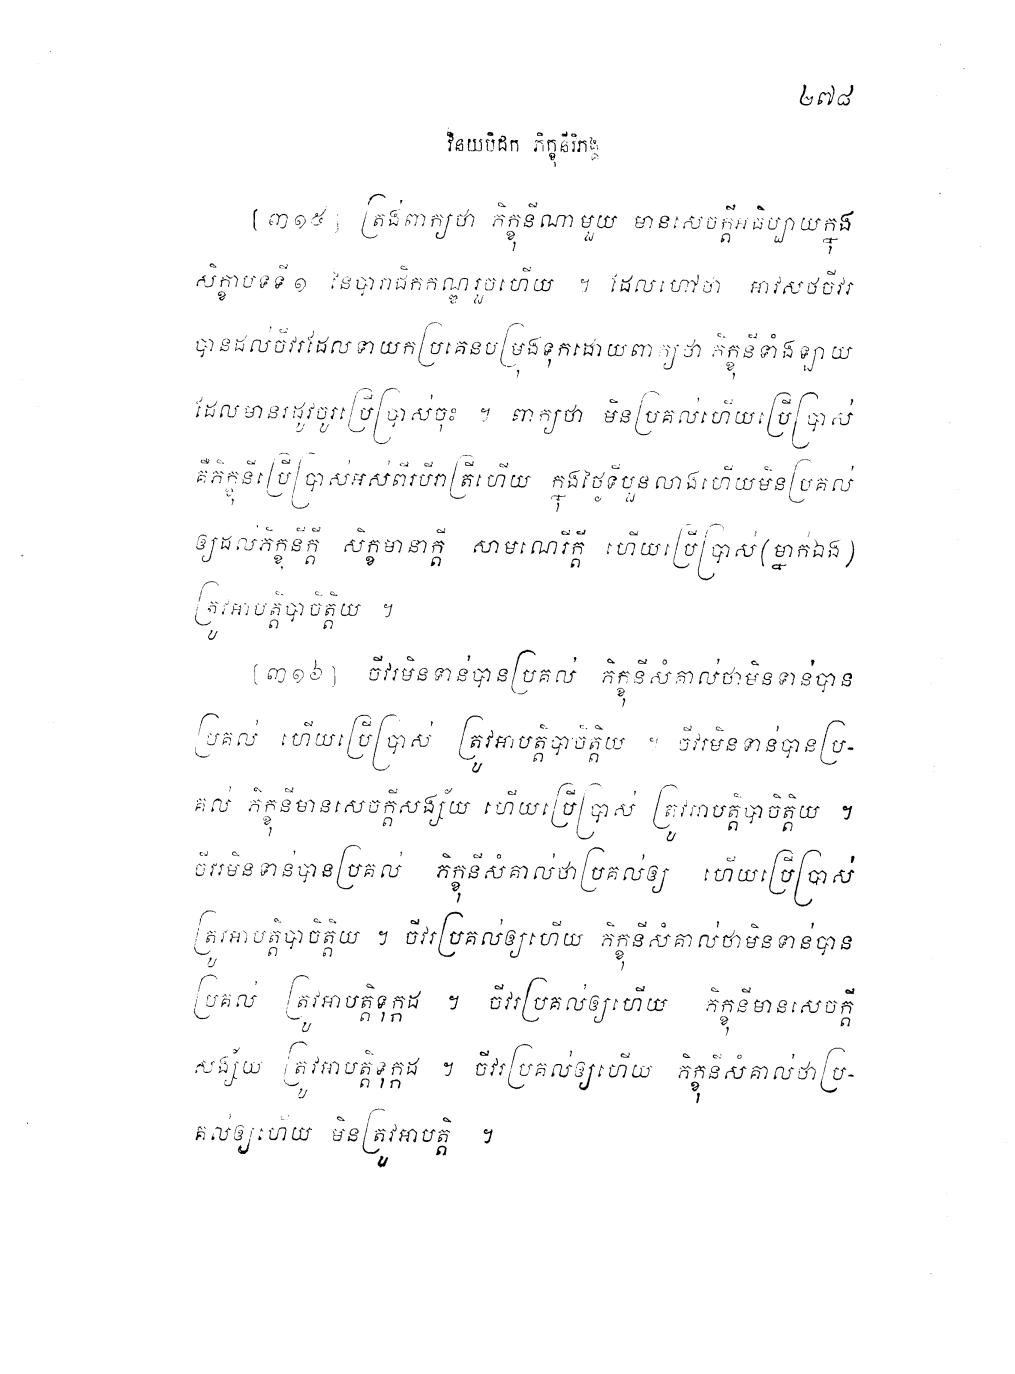 ២៧៨
វិនយបិដក ភិក្ខុនីវិភង្គ
[៣១៥] ត្រង់ពាក្យថា ភិក្ខុនីណាមួយ មានសេចក្តីអធិប្បាយក្នុង
សិក្ខាបទទី១ នៃបារាជិកកណ្ឌរួចហើយ ។ ដែលហៅថា អាវសថចីវរ
បានដល់ចីវរដែលទាយកប្រគេនបម្រុងទុកដោយពាក្យថា ភិក្ខុនីទាំងឡាយ
ដែលមានរដូវចូរប្រើប្រាស់ចុះ ។ ពាក្យថា មិនប្រគល់ហើយប្រើប្រាស់
គឺភិក្ខុនីប្រើប្រាស់អស់ពីរបីរាត្រីហើយ ក្នុងថ្ងៃទីបួនលាងហើយមិនប្រគល់
ឲ្យដល់ភិក្ខុនីក្តី សិក្ខមានាក្តី សាមណេរីក្តី ហើយប្រើប្រាស់(ម្នាក់ឯង)
ត្រូវអាបត្តិបាចិត្តិយ ។
[៣១៦] ចីវរមិនទាន់បានប្រគល់ ភិក្ខុនីសំគាល់ថាមិនទាន់បាន
ប្រគល់ ហើយប្រើប្រាស់ ត្រូវអាបត្តិបាចិត្តិយ ។ ចីវរមិនទាន់បានប្រ-
គល់ ភិក្ខុនីមានសេចក្តីសង្ស័យ ហើយប្រើប្រាស់ ត្រូវអាបត្តិបាចិត្តិយ ។
ចីវរមិនទាន់បានប្រគល់ ភិក្ខុនីសំគាល់ថាប្រគល់ឲ្យ ហើយប្រើប្រាស់
ត្រូវអាបត្តិបាចិត្តិយ ។ ចីវរប្រគល់ឲ្យហើយ ភិក្ខុនីសំគាល់ថាមិនទាន់បាន
ប្រគល់ ត្រូវអាបត្តិទុក្កដ ។ ចីវរប្រគល់ឲ្យហើយ ភិក្ខុនីមានសេចក្តី
សង្ស័យ ត្រូវអាបត្តិទុក្កដ ។ ចីវរប្រគល់ឲ្យហើយ ភិក្ខុនីសំគាល់ថាប្រ-
គល់ឲ្យហើយ មិនត្រូវអាបត្តិ ។